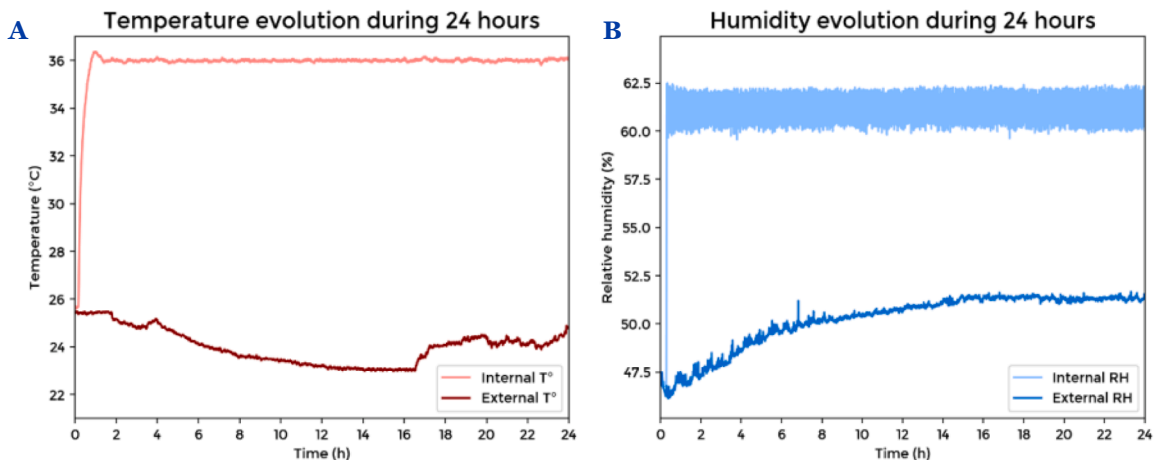 A
Temperature evolution during 24 hours
Temperature (°C)
36
34
32
30
28
26
24
22
0 2 4 6 8 10 12 14 16 18 20 22 24
Time (h)
Internal T°
External T°
B
Humidity evolution during 24 hours
Relative humidity (%)
62.5
60.0
57.5
55.0
52.5
50.0
47.5
0 2 4 6 8 10 12 14 16 18 20 22 24
Time (h)
Internal RH
External RH